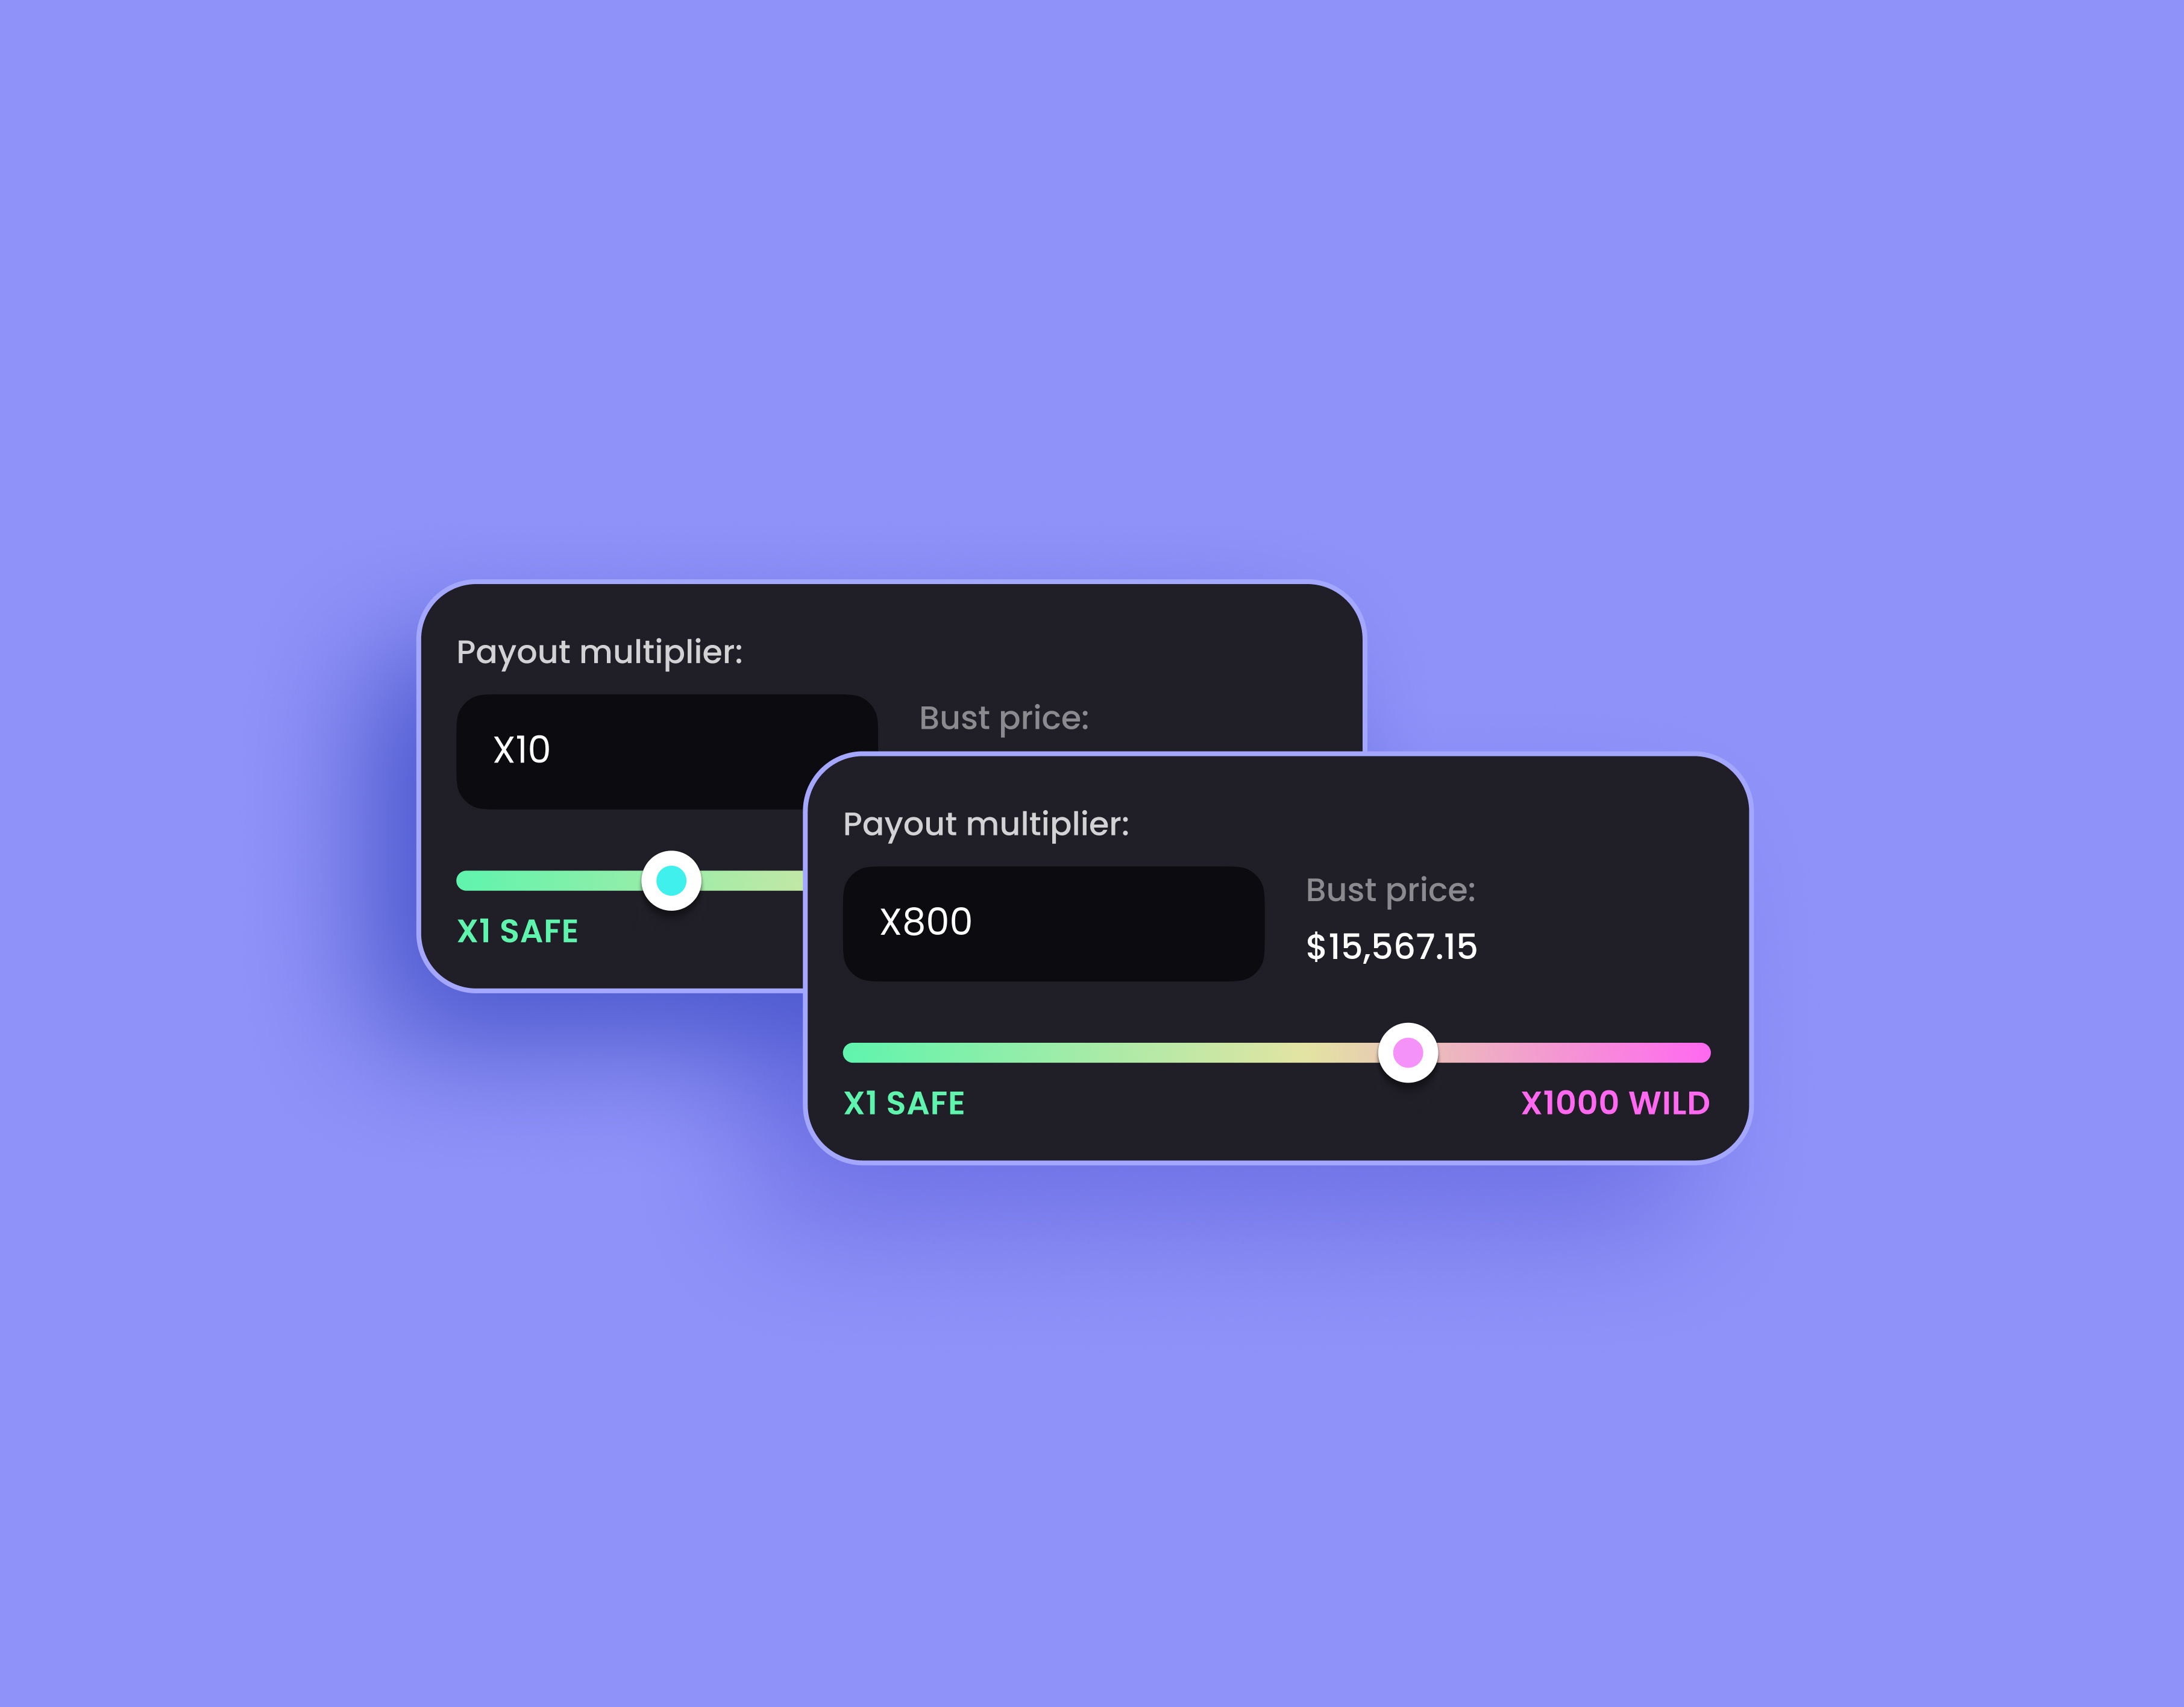 Payout multiplier:
X10
Bust price:
X1 SAFE
Payout multiplier:
X800
Bust price:
$15,567.15
X1 SAFE
X1000 WILD